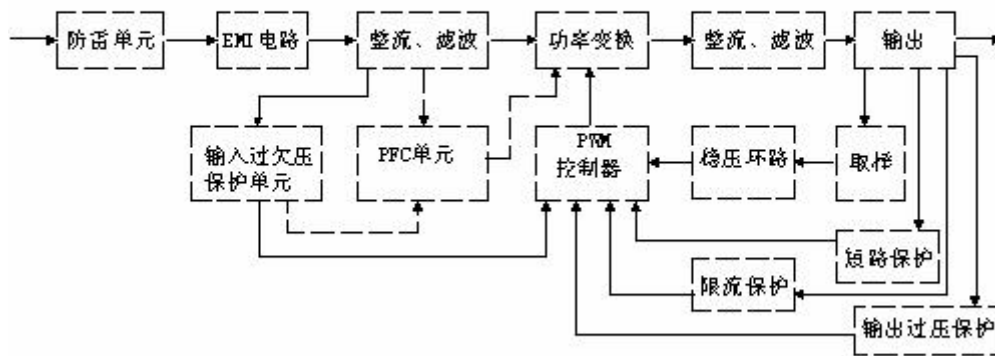 防雷单元
EMI电路
整流、滤波
功率变换
整流、滤波
输出
输入过欠压
保护单元
PFC单元
PWM
控制器
稳压环路
取样
短路保护
限流保护
输出过压保护